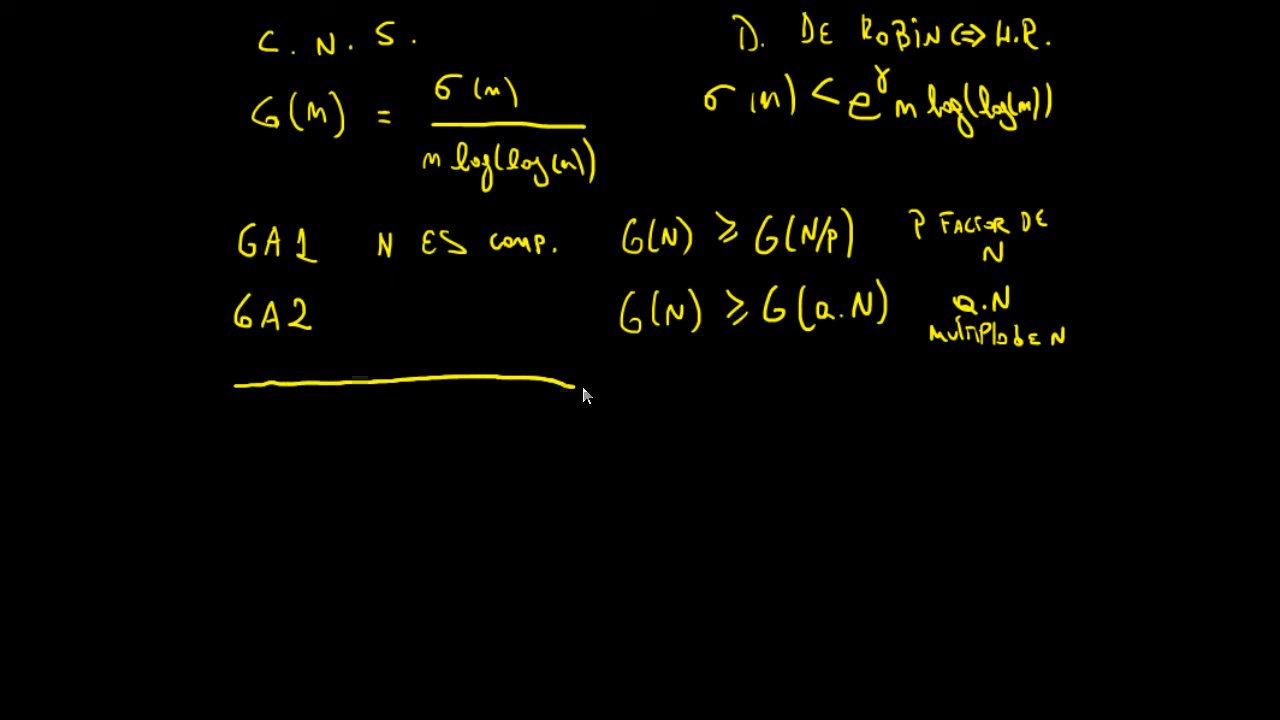 C. N. S.
D. DE ROBIN <=> H.R.
G(n) = σ(n) / n log(log(n))
σ(n) < e^γ n log(log(n))
GA1 N ES COMP. G(N) ≥ G(N/p) P FACTOR DE
N
GA2 G(N) ≥ G(a.N) a.N
MULTIPLO DE N